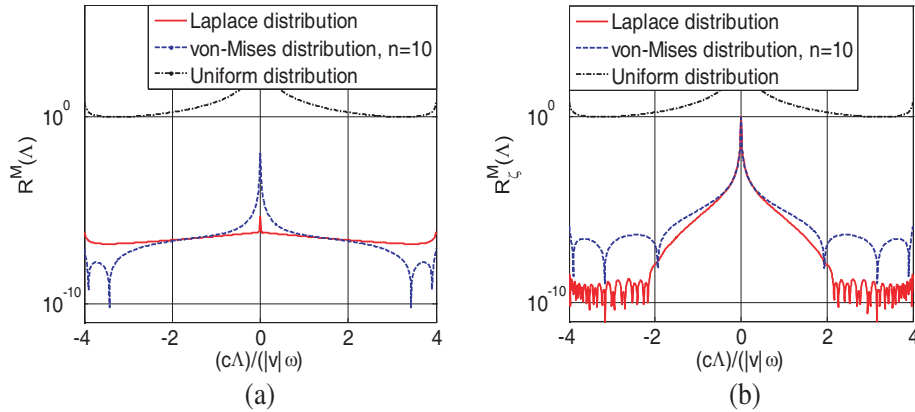 Laplace distribution
von-Mises distribution, n=10
Uniform distribution
10^0
10^-10
R^M(Λ)
-4 -2 0 2 4
(cΛ)/(|v|ω)
(a)
Laplace distribution
von-Mises distribution, n=10
Uniform distribution
10^0
10^-10
R_ζ^M(Λ)
-4 -2 0 2 4
(cΛ)/(|v|ω)
(b)